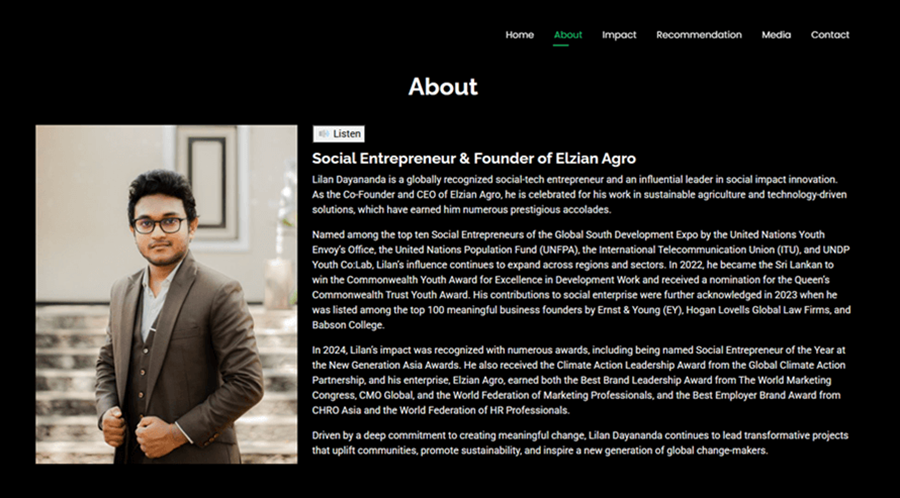 Home About Impact Recommendation Media Contact
About
Listen
Social Entrepreneur & Founder of Elzian Agro
Lilan Dayananda is a globally recognized social-tech entrepreneur and an influential leader in social impact innovation.
As the Co-Founder and CEO of Elzian Agro, he is celebrated for his work in sustainable agriculture and technology-driven
solutions, which have earned him numerous prestigious accolades.
Named among the top ten Social Entrepreneurs of the Global South Development Expo by the United Nations Youth
Envoy's Office, the United Nations Population Fund (UNFPA), the International Telecommunication Union (ITU), and UNDP
Youth Co:Lab, Lilan's influence continues to expand across regions and sectors. In 2022, he became the Sri Lankan to
win the Commonwealth Youth Award for Excellence in Development Work and received a nomination for the Queen's
Commonwealth Trust Youth Award. His contributions to social enterprise were further acknowledged in 2023 when he
was listed among the top 100 meaningful business founders by Ernst & Young (EY), Hogan Lovells Global Law Firms, and
Babson College.
In 2024, Lilan's impact was recognized with numerous awards, including being named Social Entrepreneur of the Year at
the New Generation Asia Awards. He also received the Climate Action Leadership Award from the Global Climate Action
Partnership, and his enterprise, Elzian Agro, earned both the Best Brand Leadership Award from The World Marketing
Congress, CMO Global, and the World Federation of Marketing Professionals, and the Best Employer Brand Award from
CHRO Asia and the World Federation of HR Professionals.
Driven by a deep commitment to creating meaningful change, Lilan Dayananda continues to lead transformative projects
that uplift communities, promote sustainability, and inspire a new generation of global change-makers.